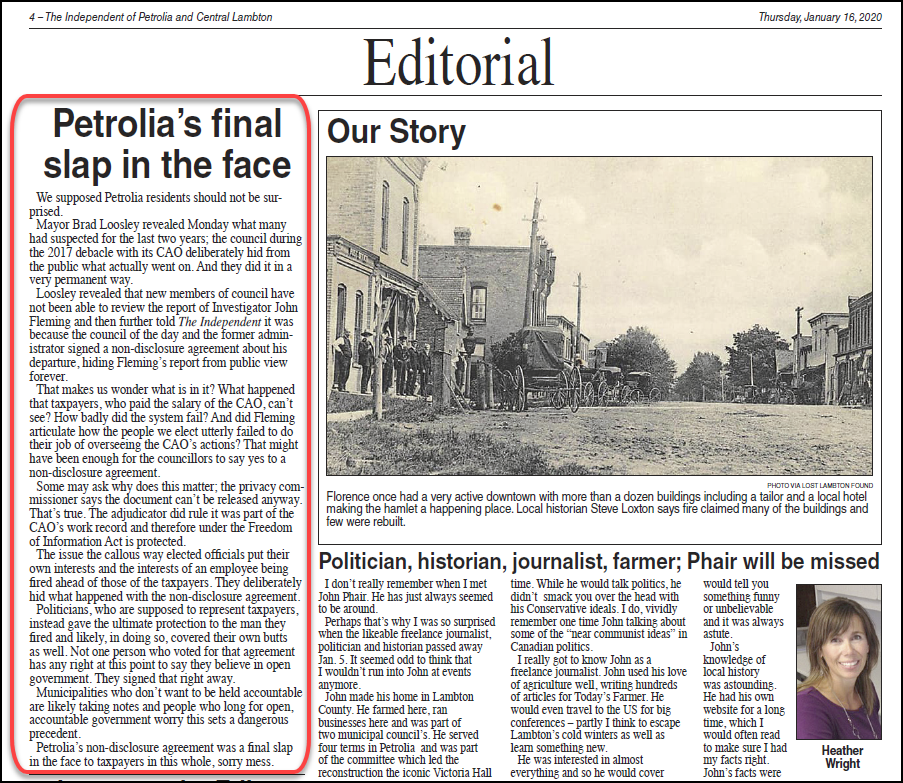 4 – The Independent of Petrolia and Central Lambton
Thursday, January 16, 2020
Editorial
Petrolia's final
slap in the face
We supposed Petrolia residents should not be sur-
prised.
Mayor Brad Loosley revealed Monday what many
had suspected for the last two years; the council during
the 2017 debacle with its CAO deliberately hid from
the public what actually went on. And they did it in a
very permanent way.
Loosley revealed that new members of council have
not been able to review the report of Investigator John
Fleming and then further told The Independent it was
because the council of the day and the former admin-
istrator signed a non-disclosure agreement about his
departure, hiding Fleming's report from public view
forever.
That makes us wonder what is in it? What happened
that taxpayers, who paid the salary of the CAO, can't
see? How badly did the system fail? And did Fleming
articulate how the people we elect utterly failed to do
their job of overseeing the CAO's actions? That might
have been enough for the councillors to say yes to a
non-disclosure agreement.
Some may ask why does this matter; the privacy com-
missioner says the document can't be released anyway.
That's true. The adjudicator did rule it was part of the
CAO's work record and therefore under the Freedom
of Information Act is protected.
The issue the callous way elected officials put their
own interests and the interests of an employee being
fired ahead of those of the taxpayers. They deliberately
hid what happened with the non-disclosure agreement.
Politicians, who are supposed to represent taxpayers,
instead gave the ultimate protection to the man they
fired and likely, in doing so, covered their own butts
as well. Not one person who voted for that agreement
has any right at this point to say they believe in open
government. They signed that right away.
Municipalities who don't want to be held accountable
are likely taking notes and people who long for open,
accountable government worry this sets a dangerous
precedent.
Petrolia's non-disclosure agreement was a final slap
in the face to taxpayers in this whole, sorry mess.
Our Story
PHOTO VIA LOST LAMBTON FOUND
Florence once had a very active downtown with more than a dozen buildings including a tailor and a local hotel
making the hamlet a happening place. Local historian Steve Loxton says fire claimed many of the buildings and
few were rebuilt.
Politician, historian, journalist, farmer; Phair will be missed
I don't really remember when I met
John Phair. He has just always seemed
to be around.
Perhaps that's why I was so surprised
when the likeable freelance journalist,
politician and historian passed away
Jan. 5. It seemed odd to think that
I wouldn't run into John at events
anymore.
John made his home in Lambton
County. He farmed here, ran
businesses here and was part of
two municipal council's. He served
four terms in Petrolia and was part
of the committee which led the
reconstruction the iconic Victoria Hall
time. While he would talk politics, he
didn't smack you over the head with
his Conservative ideals. I do, vividly
remember one time John talking about
some of the “near communist ideas” in
Canadian politics.
I really got to know John as a
freelance journalist. John used his love
of agriculture well, writing hundreds
of articles for Today's Farmer. He
would even travel to the US for big
conferences – partly I think to escape
Lambton's cold winters as well as
learn something new.
He was interested in almost
everything and so he would cover
would tell you
something funny
or unbelievable
and it was always
astute.
John's
knowledge of
local history
was astounding.
He had his own
website for a long
time, which I
would often read
to make sure I had
my facts right.
John's facts were
Heather
Wright